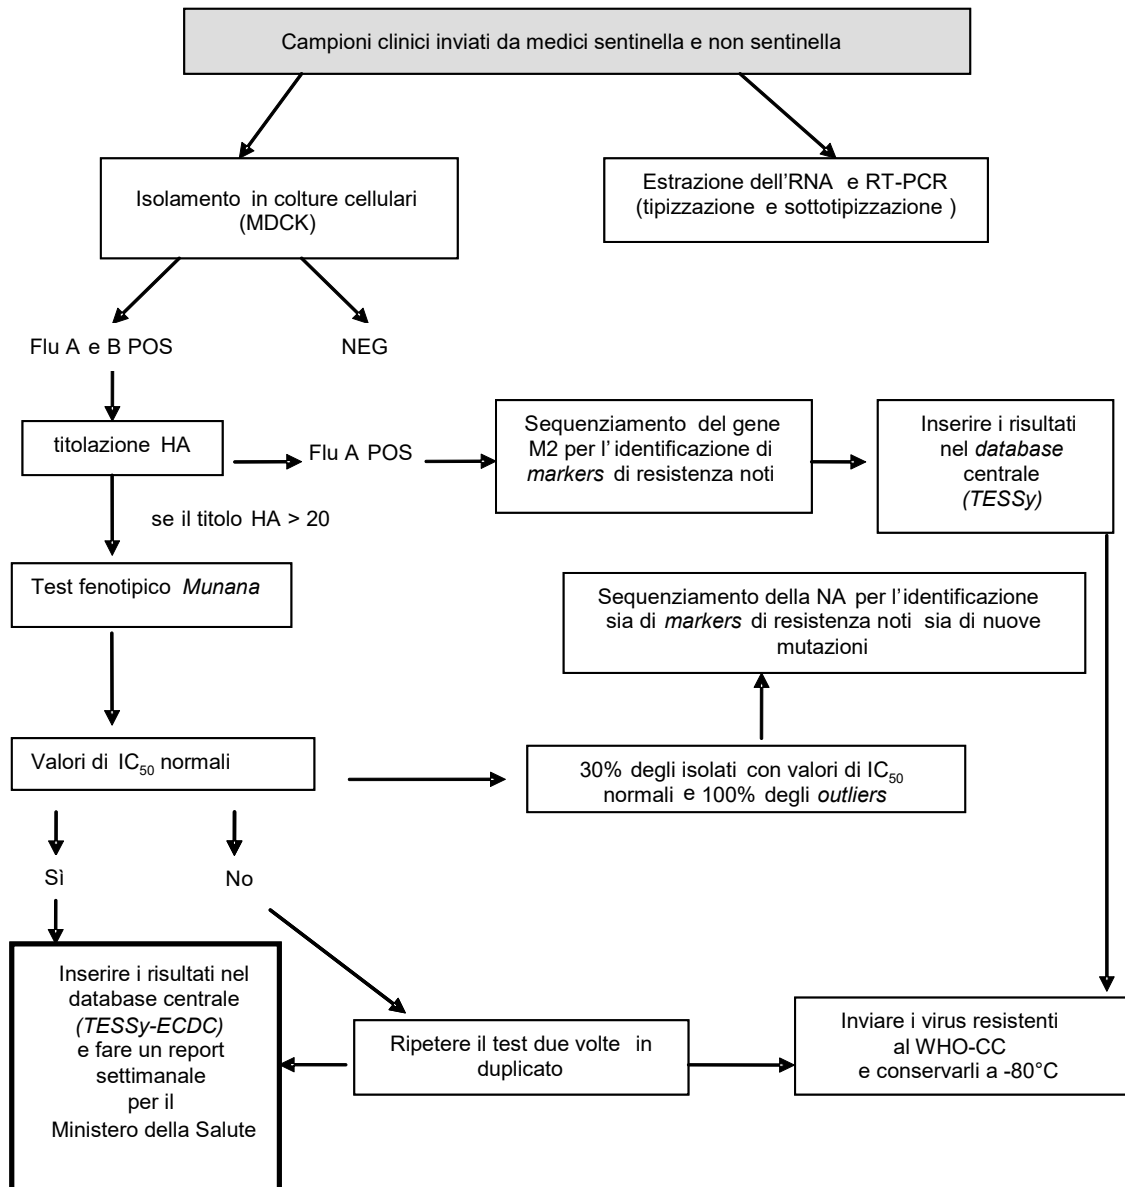 Campioni clinici inviati da medici sentinella e non sentinella
Isolamento in colture cellulari
(MDCK)
Estrazione dell'RNA e RT-PCR
(tipizzazione e sottotipizzazione )
Flu A e B POS
NEG
titolazione HA
Flu A POS
Sequenziamento del gene
M2 per l'identificazione di
markers di resistenza noti
Inserire i risultati
nel database
centrale
(TESSy)
se il titolo HA > 20
Test fenotipico Munana
Sequenziamento della NA per l'identificazione
sia di markers di resistenza noti sia di nuove
mutazioni
Valori di IC50 normali
30% degli isolati con valori di IC50
normali e 100% degli outliers
Sì
No
Inserire i risultati nel
database centrale
(TESSy-ECDC)
e fare un report
settimanale
per il
Ministero della Salute
Ripetere il test due volte in
duplicato
Inviare i virus resistenti
al WHO-CC
e conservarli a -80°C